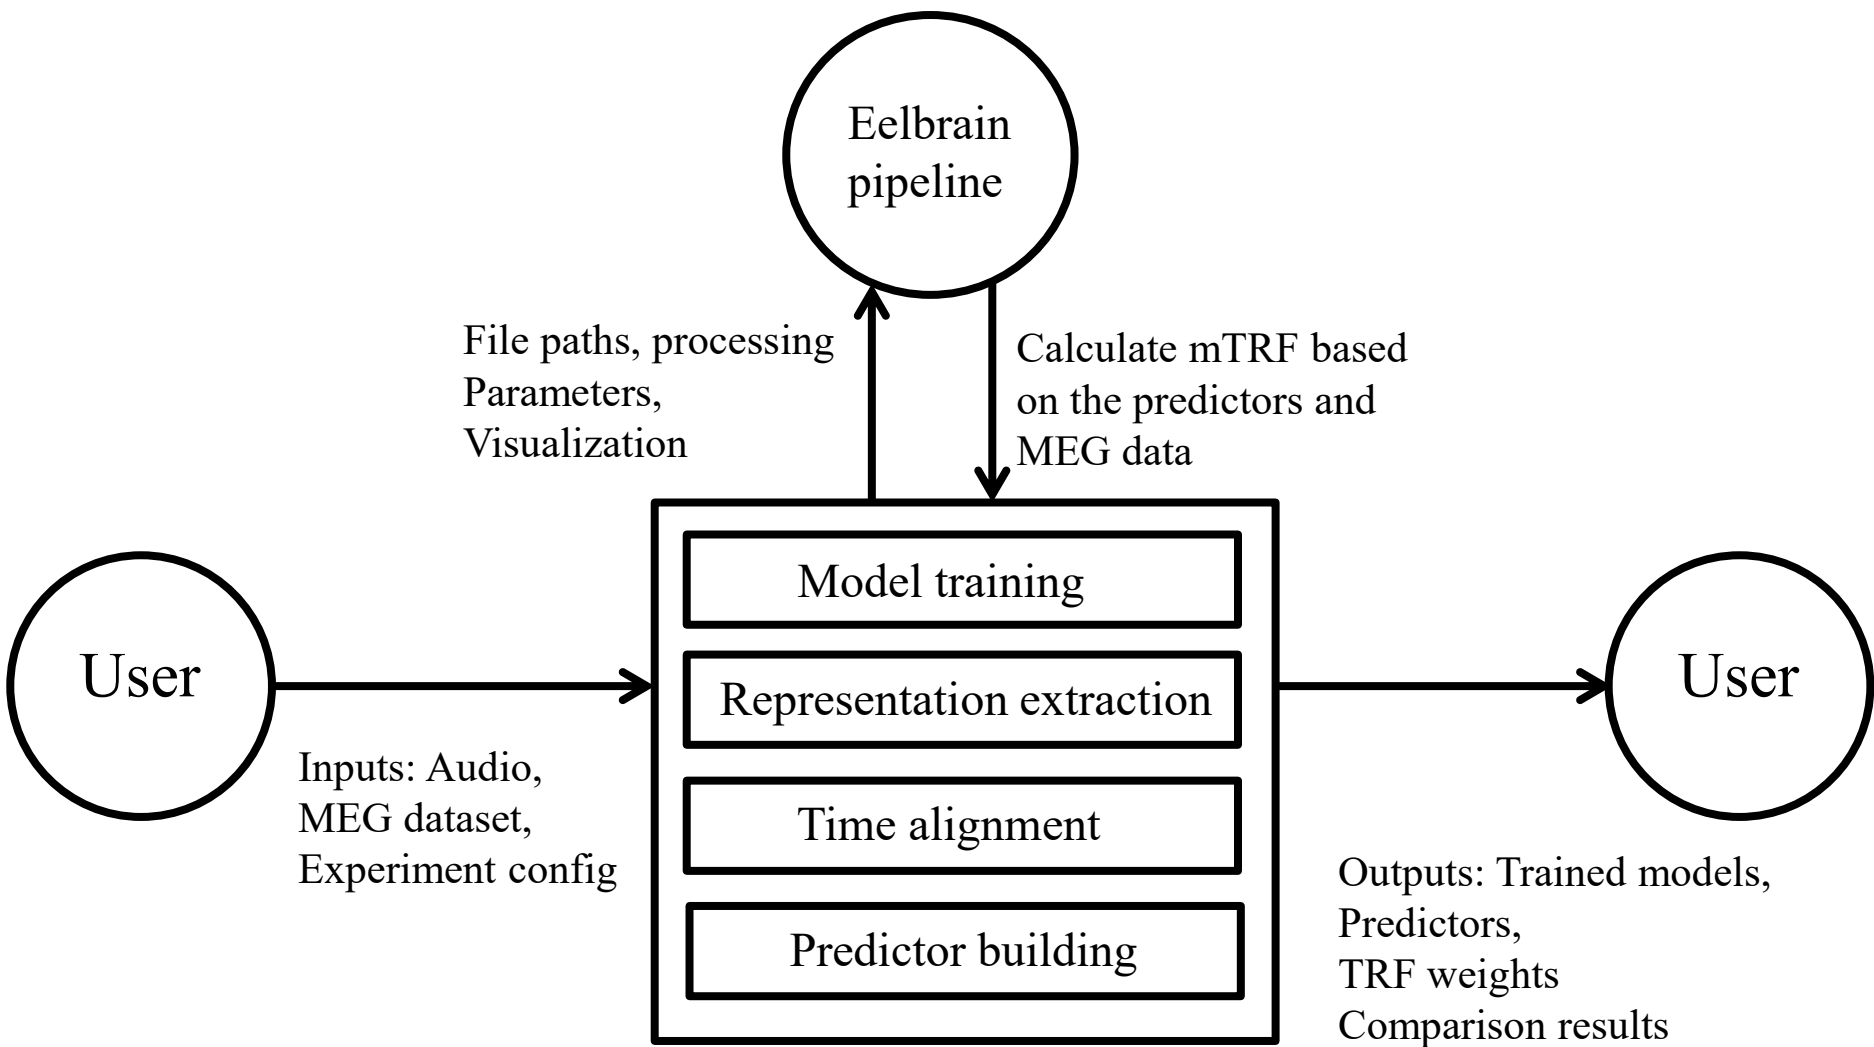 Eelbrain
pipeline
File paths, processing
Parameters,
Visualization
Calculate mTRF based
on the predictors and
MEG data
User
Inputs: Audio,
MEG dataset,
Experiment config
Model training
Representation extraction
Time alignment
Predictor building
User
Outputs: Trained models,
Predictors,
TRF weights
Comparison results